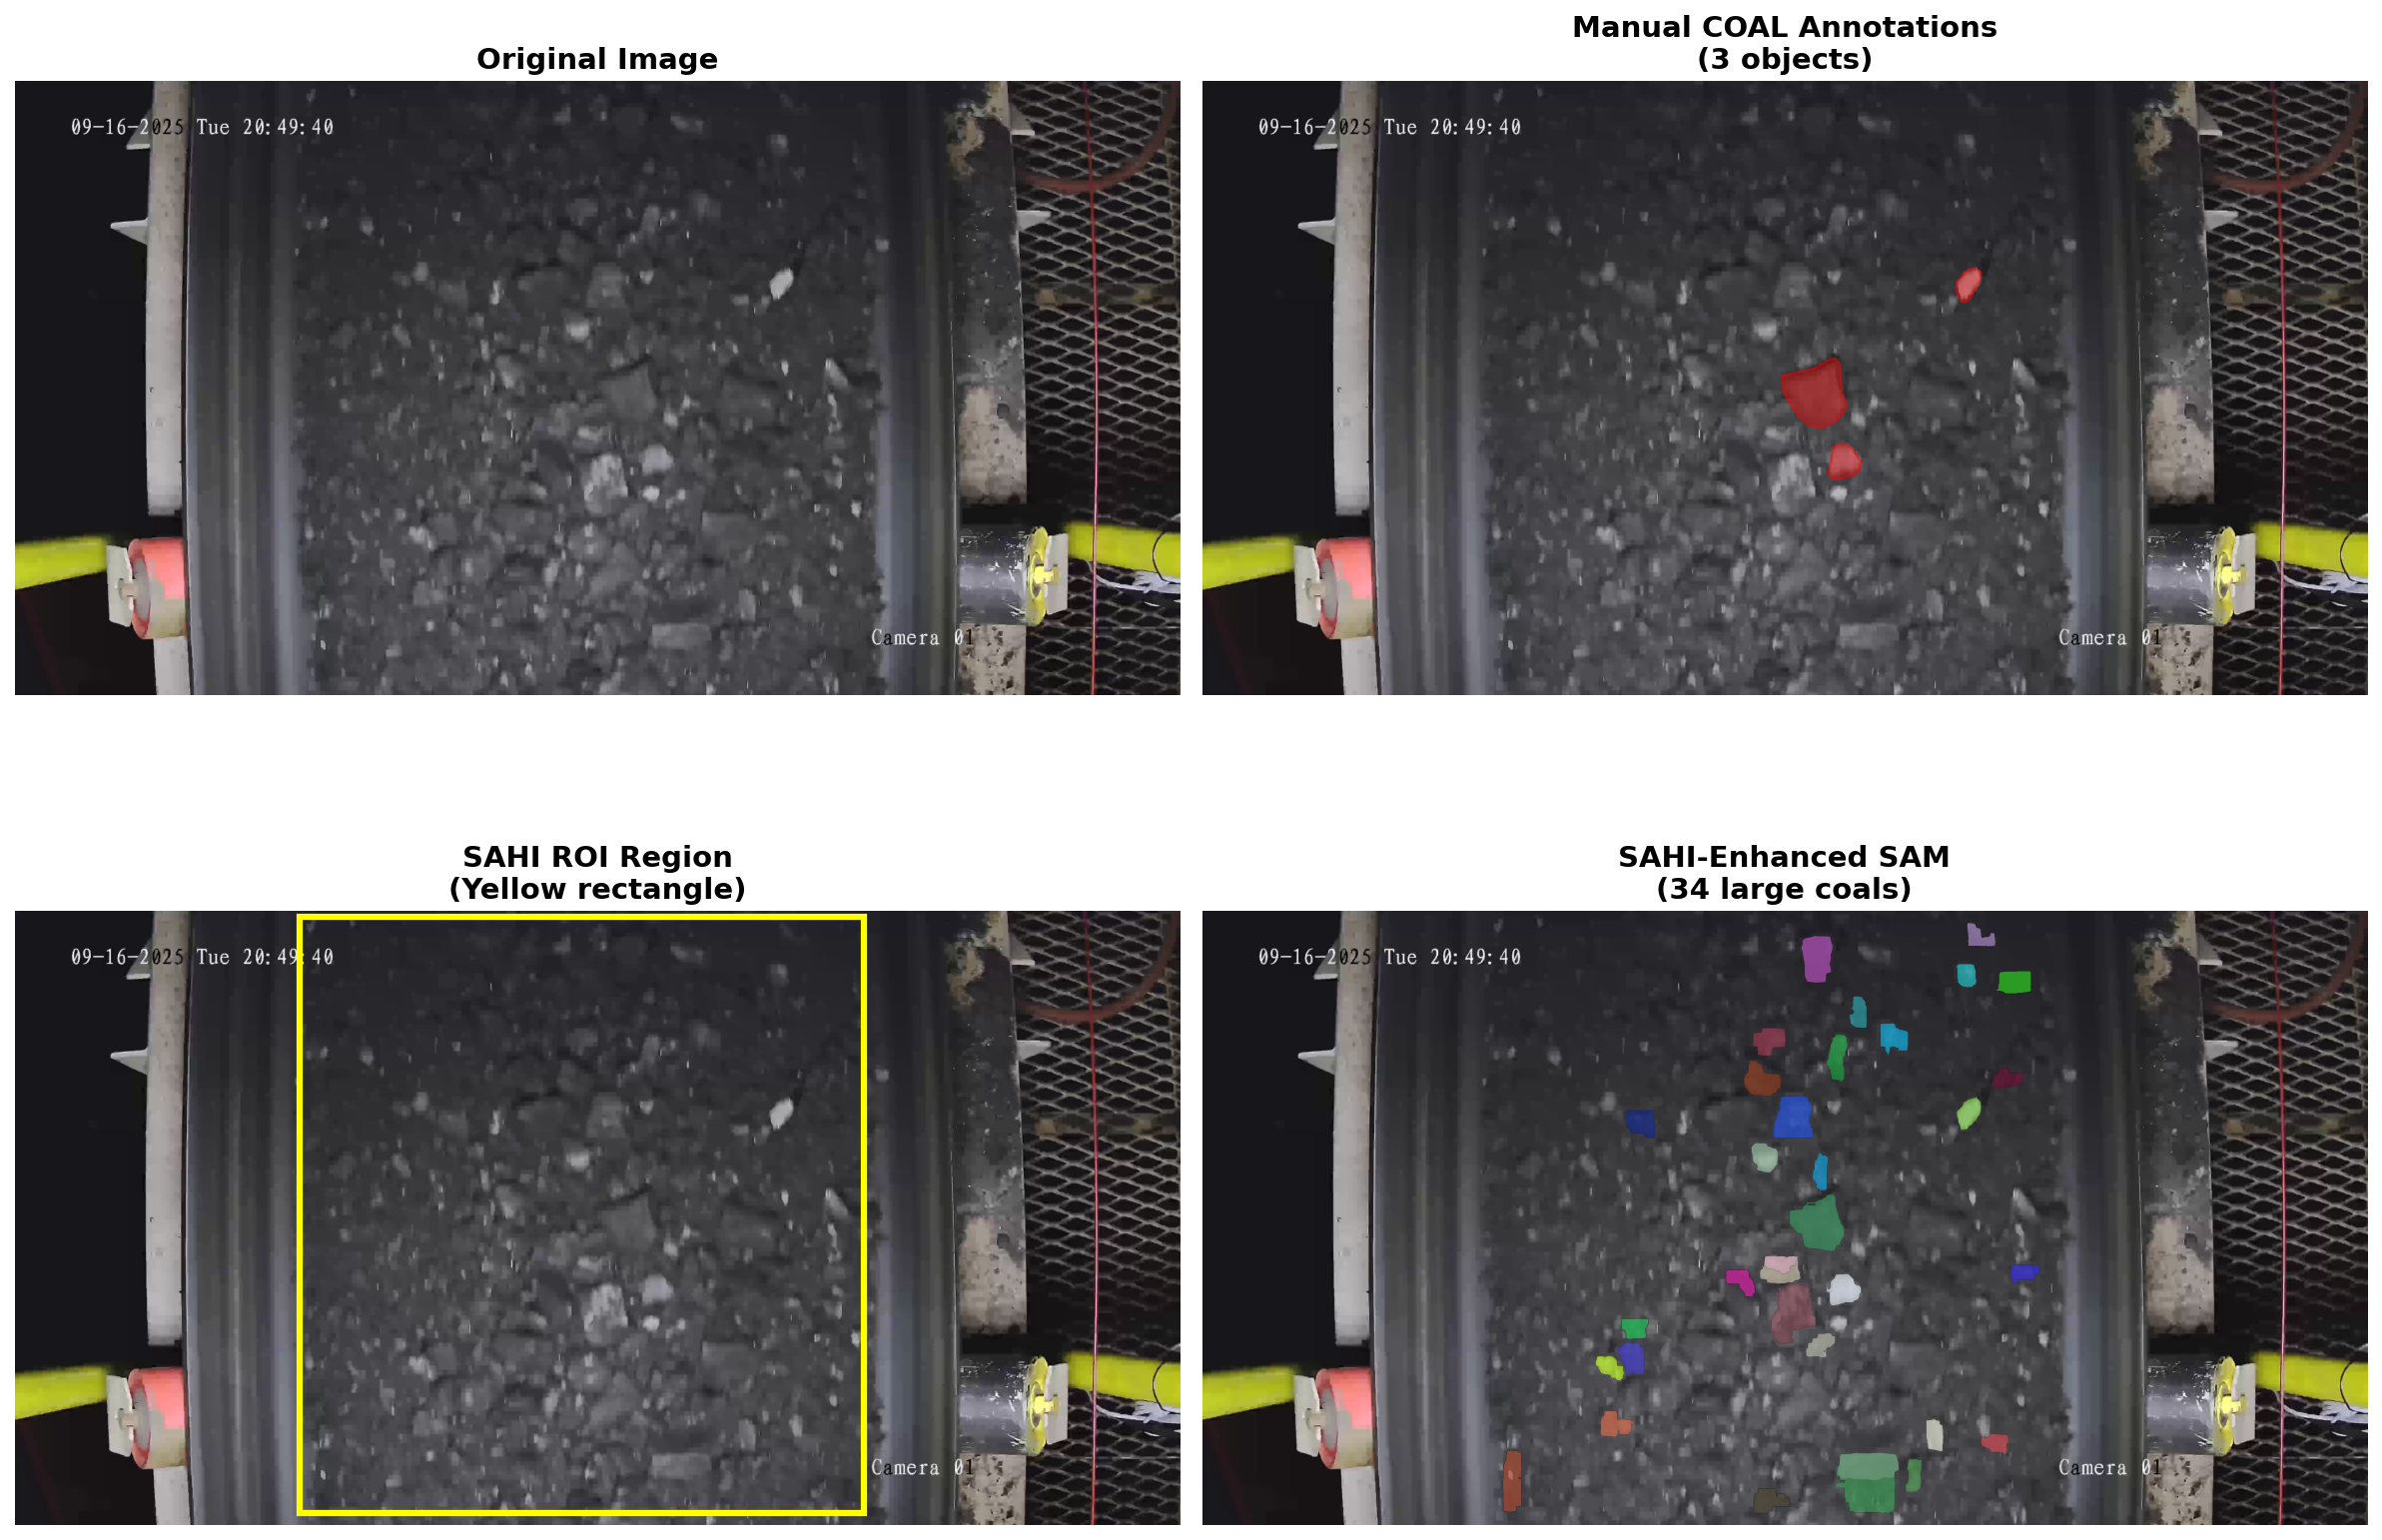 Original Image
09-16-2025 Tue 20:49:40
Camera 01
Manual COAL Annotations
(3 objects)
09-16-2025 Tue 20:49:40
Camera 01
SAHI ROI Region
(Yellow rectangle)
09-16-2025 Tue 20:49:40
Camera 01
SAHI-Enhanced SAM
(34 large coals)
09-16-2025 Tue 20:49:40
Camera 01